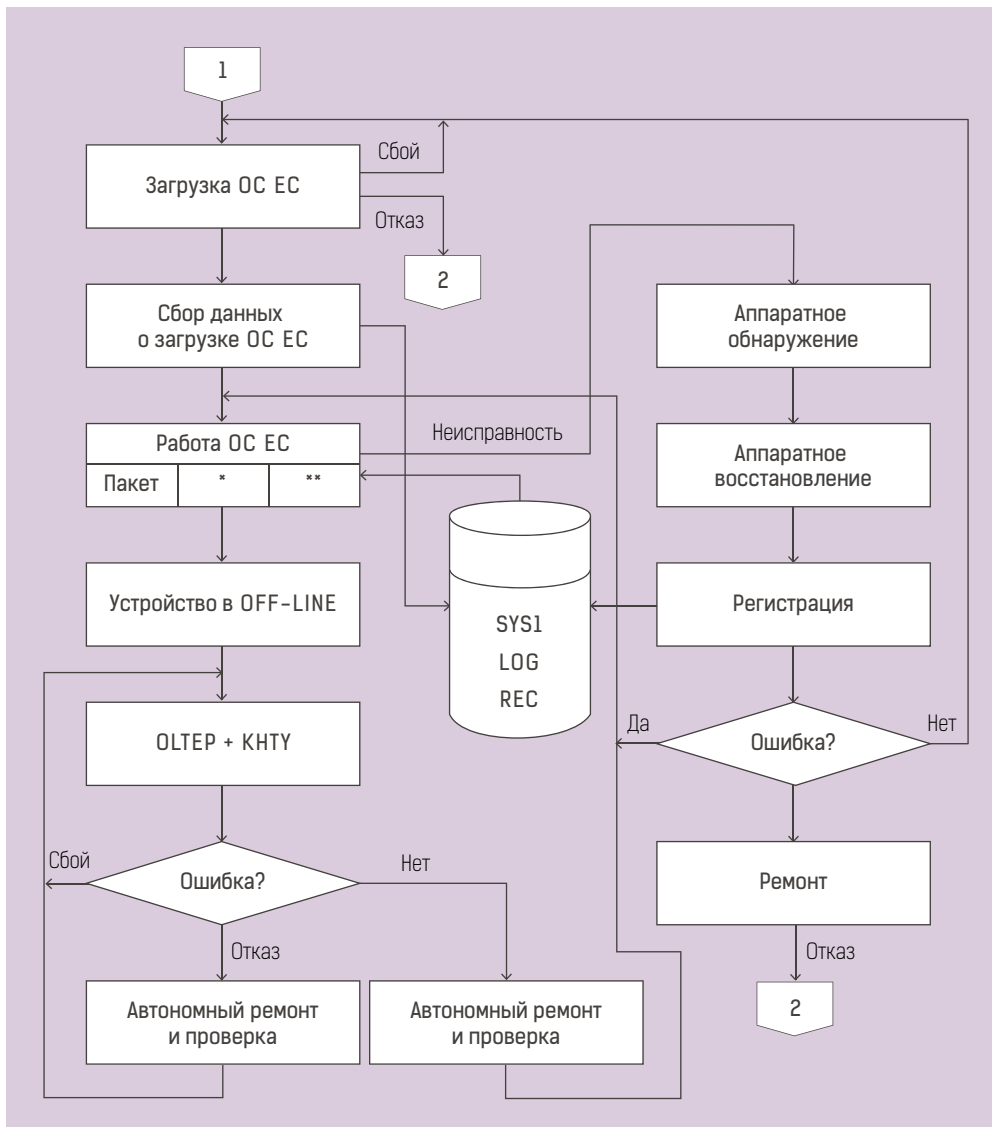 1
Сбой
Загрузка ОС ЕС
Отказ
2
Сбор данных
о загрузке ОС ЕС
Аппаратное
обнаружение
Неисправность
Работа ОС ЕС
Пакет
*
**
Аппаратное
восстановление
Устройство в OFF-LINE
SYS1
LOG
REC
Регистрация
OLTEP + КНТУ
Да
Ошибка?
Нет
Сбой
Ошибка?
Нет
Ремонт
Отказ
Отказ
Автономный ремонт
и проверка
Автономный ремонт
и проверка
2